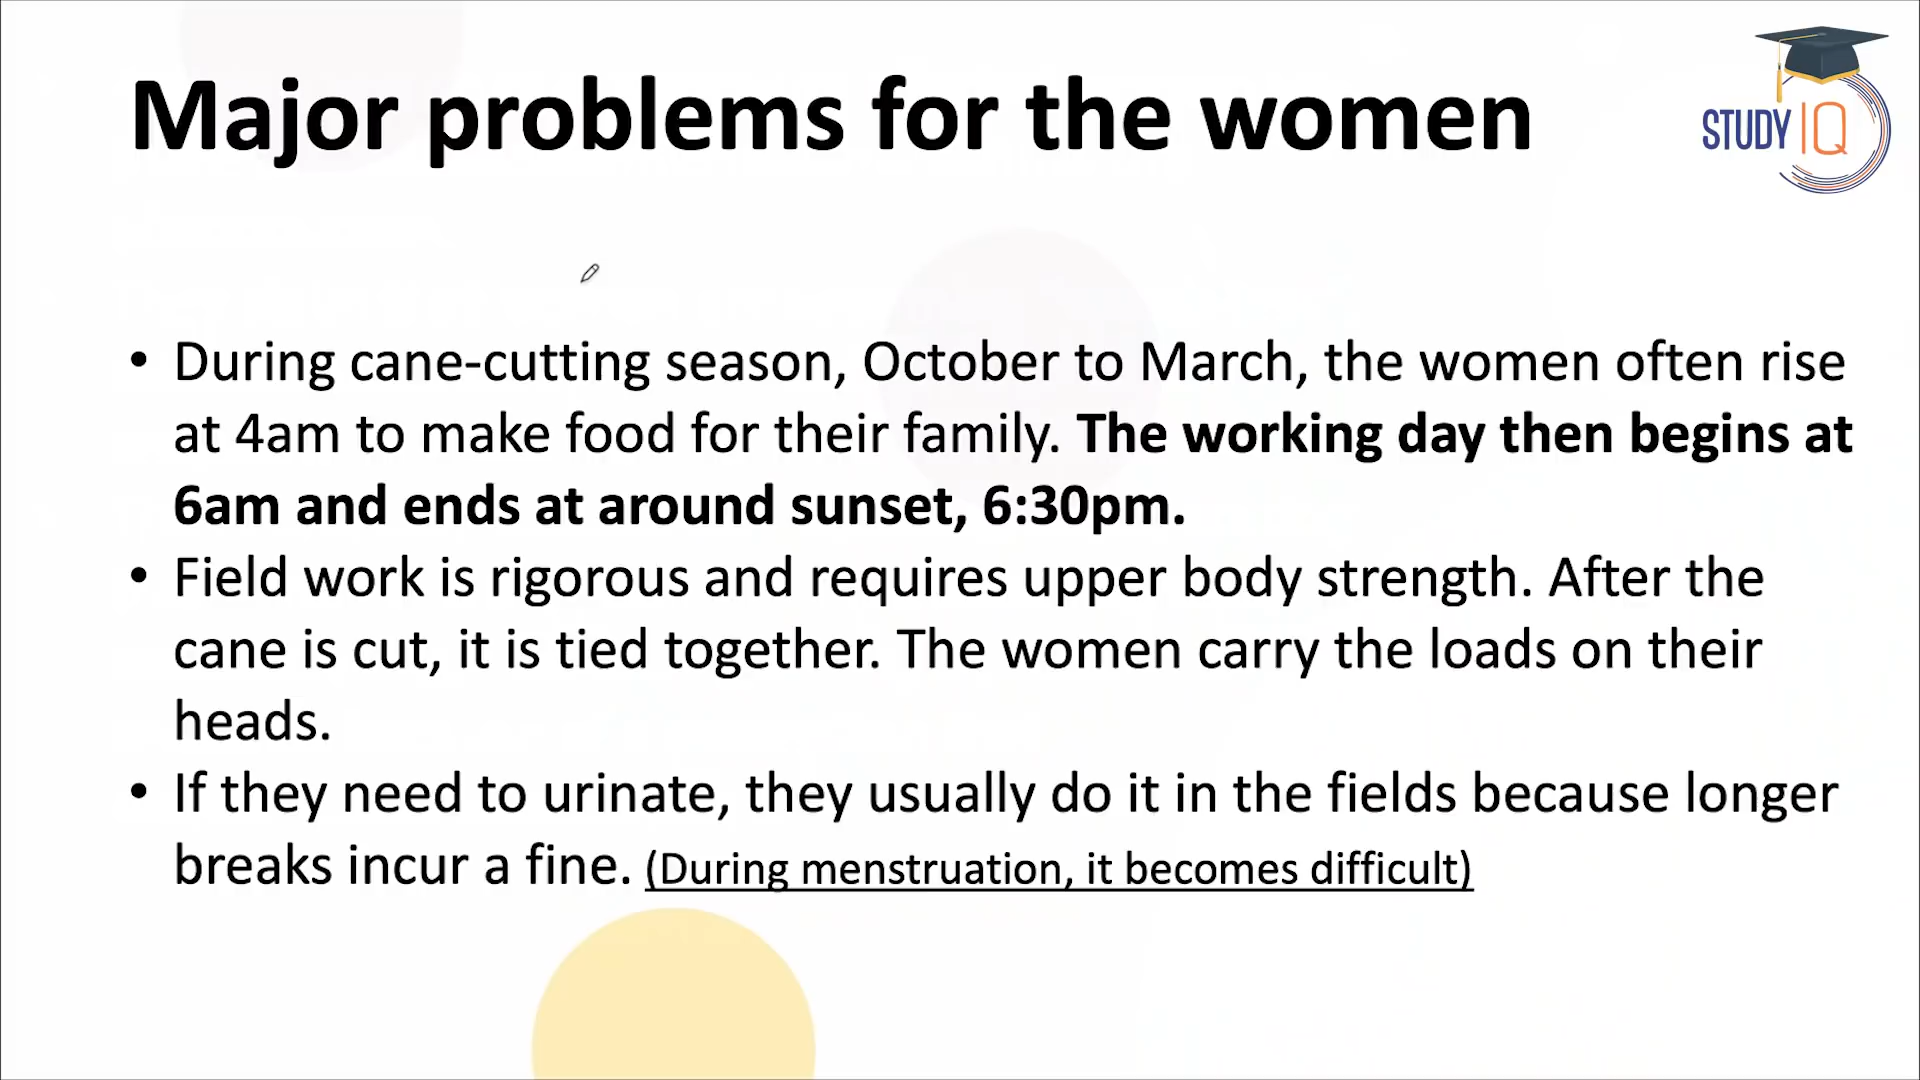 Major problems for the women
STUDY IQ
• During cane-cutting season, October to March, the women often rise
at 4am to make food for their family. The working day then begins at
6am and ends at around sunset, 6:30pm.
• Field work is rigorous and requires upper body strength. After the
cane is cut, it is tied together. The women carry the loads on their
heads.
• If they need to urinate, they usually do it in the fields because longer
breaks incur a fine. (During menstruation, it becomes difficult)